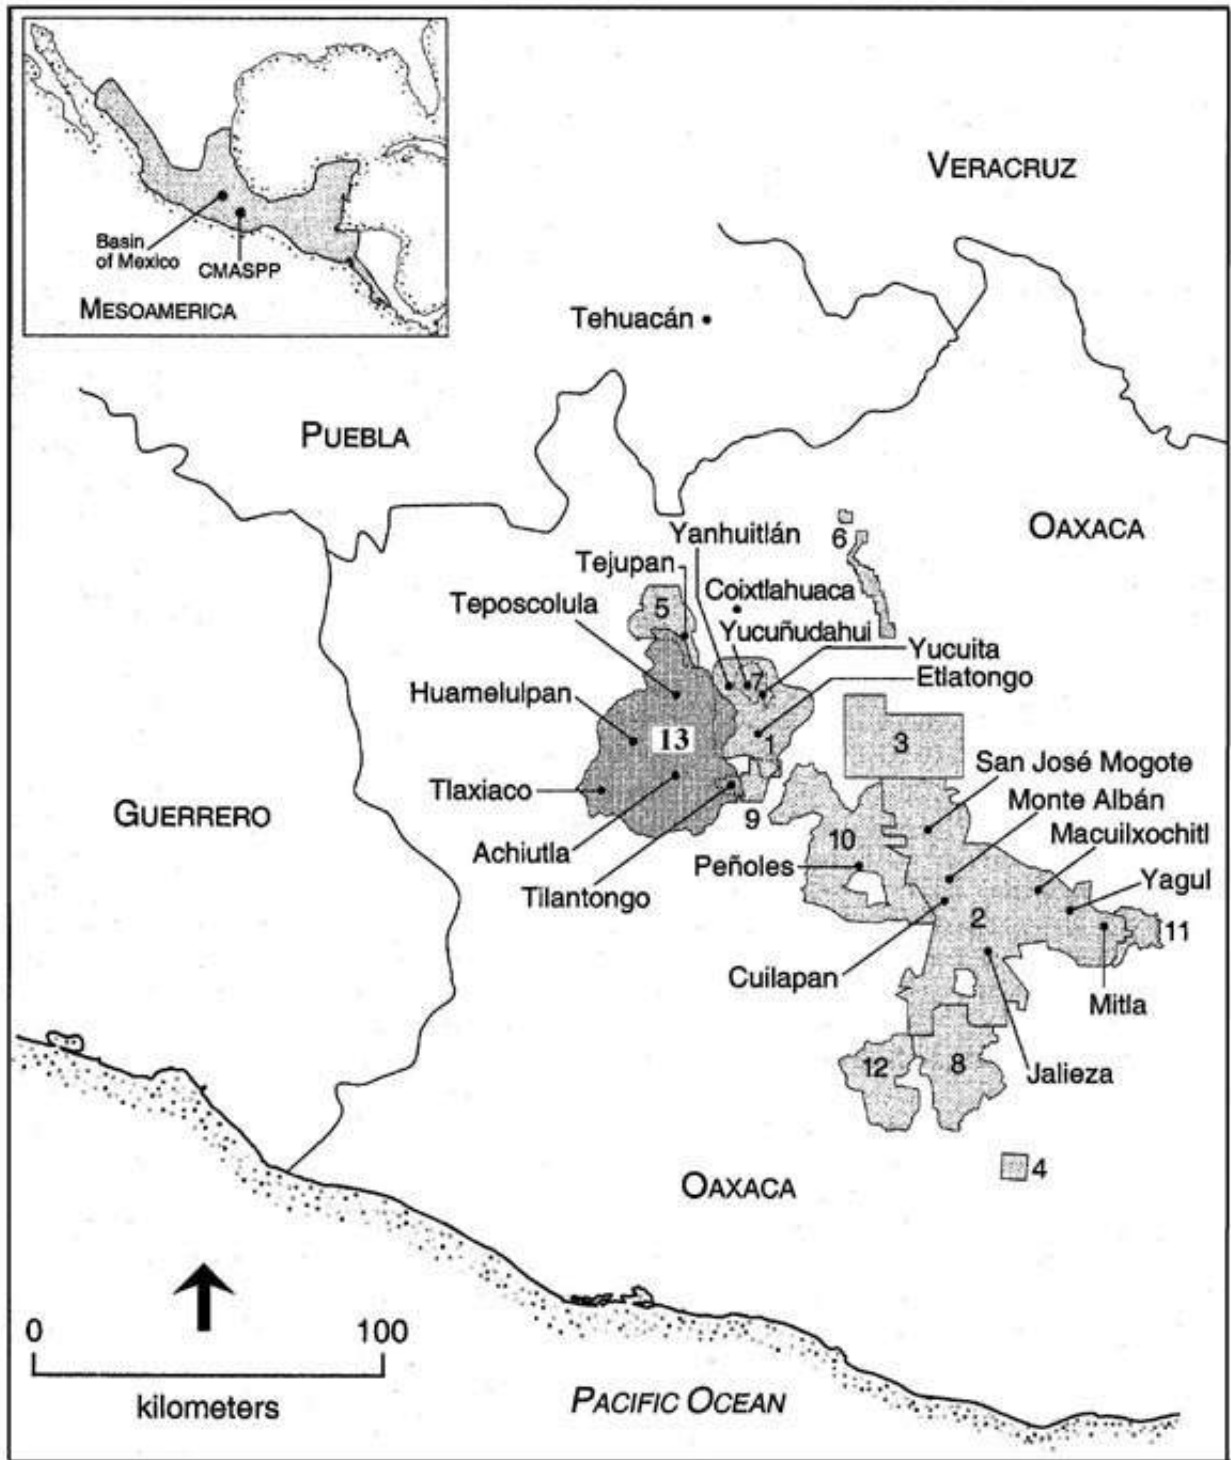 Basin
of Mexico
CMASPP
MESOAMERICA
VERACRUZ
Tehuacán
PUEBLA
OAXACA
Yanhuitlán
6
Tejupan
Coixtlahuaca
Teposcolula
5
Yucuñudahui
Yucuita
Etlatongo
7
Huamelulpan
13
1
3
San José Mogote
Tlaxiaco
Monte Albán
GUERRERO
9
Macuilxochitl
Achiutla
10
Peñoles
Yagul
Tilantongo
2
11
Cuilapan
Mitla
12
8
Jalieza
4
OAXACA
0
100
kilometers
PACIFIC OCEAN